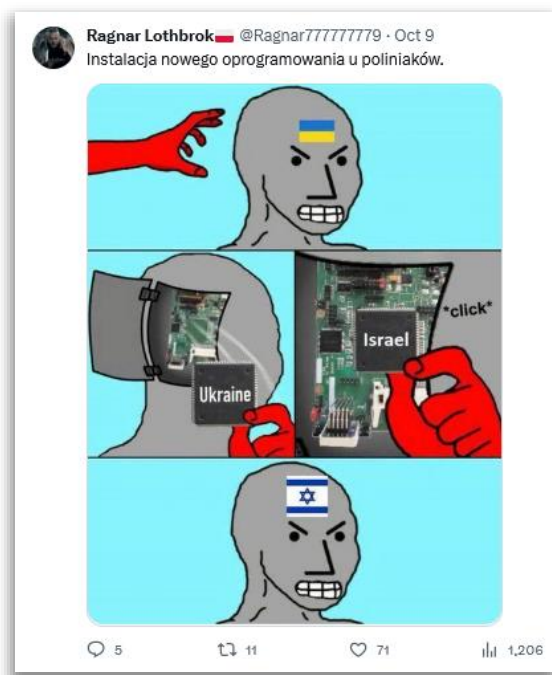 Ragnar Lothbrok🇵🇱 @Ragnar777777779 · Oct 9
Instalacja nowego oprogramowania u poliniaków.
Ukraine
Israel
*click*
5 11 71 1,206